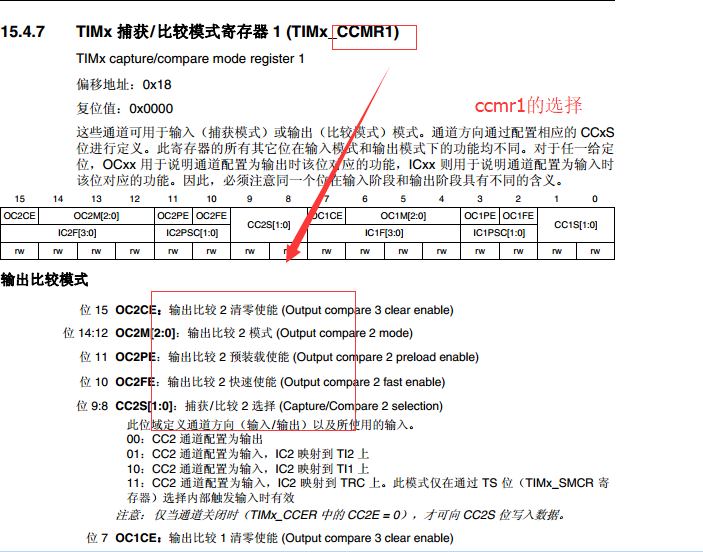 15.4.7 TIMx 捕获/比较模式寄存器 1 (TIMx_CCMR1)
TIMx capture/compare mode register 1
偏移地址：0x18
ccmr1的选择
复位值：0x0000
这些通道可用于输入（捕获模式）或输出（比较模式）模式。通道方向通过配置相应的 CCxS
位进行定义。此寄存器的所有其它位在输入模式和输出模式下的功能均不同。对于任一给定
位，OCxx 用于说明通道配置为输出时该位对应的功能，ICxx 则用于说明通道配置为输入时
该位对应的功能。因此，必须注意同一个位在输入阶段和输出阶段具有不同的含义。
15 14 13 12 11 10 9 8 7 6 5 4 3 2 1 0
OC2CE OC2M[2:0] OC2PE OC2FE CC2S[1:0] OC1CE OC1M[2:0] OC1PE OC1FE CC1S[1:0]
IC2F[3:0] IC2PSC[1:0] IC1F[3:0] IC1PSC[1:0]
rw rw rw rw rw rw rw rw rw rw rw rw rw rw rw rw
输出比较模式
位 15 OC2CE：输出比较 2 清零使能 (Output compare 3 clear enable)
位 14:12 OC2M[2:0]：输出比较 2 模式 (Output compare 2 mode)
位 11 OC2PE：输出比较 2 预装载使能 (Output compare 2 preload enable)
位 10 OC2FE：输出比较 2 快速使能 (Output compare 2 fast enable)
位 9:8 CC2S[1:0]：捕获/比较 2 选择 (Capture/Compare 2 selection)
此位域定义通道方向（输入/输出）以及所使用的输入。
00：CC2 通道配置为输出
01：CC2 通道配置为输入，IC2 映射到 TI2 上
10：CC2 通道配置为输入，IC2 映射到 TI1 上
11：CC2 通道配置为输入，IC2 映射到 TRC 上。此模式仅在通过 TS 位（TIMx_SMCR 寄
存器）选择内部触发输入时有效
注意：仅当通道关闭时（TIMx_CCER 中的 CC2E = 0），才可向 CC2S 位写入数据。
位 7 OC1CE：输出比较 1 清零使能 (Output compare 3 clear enable)